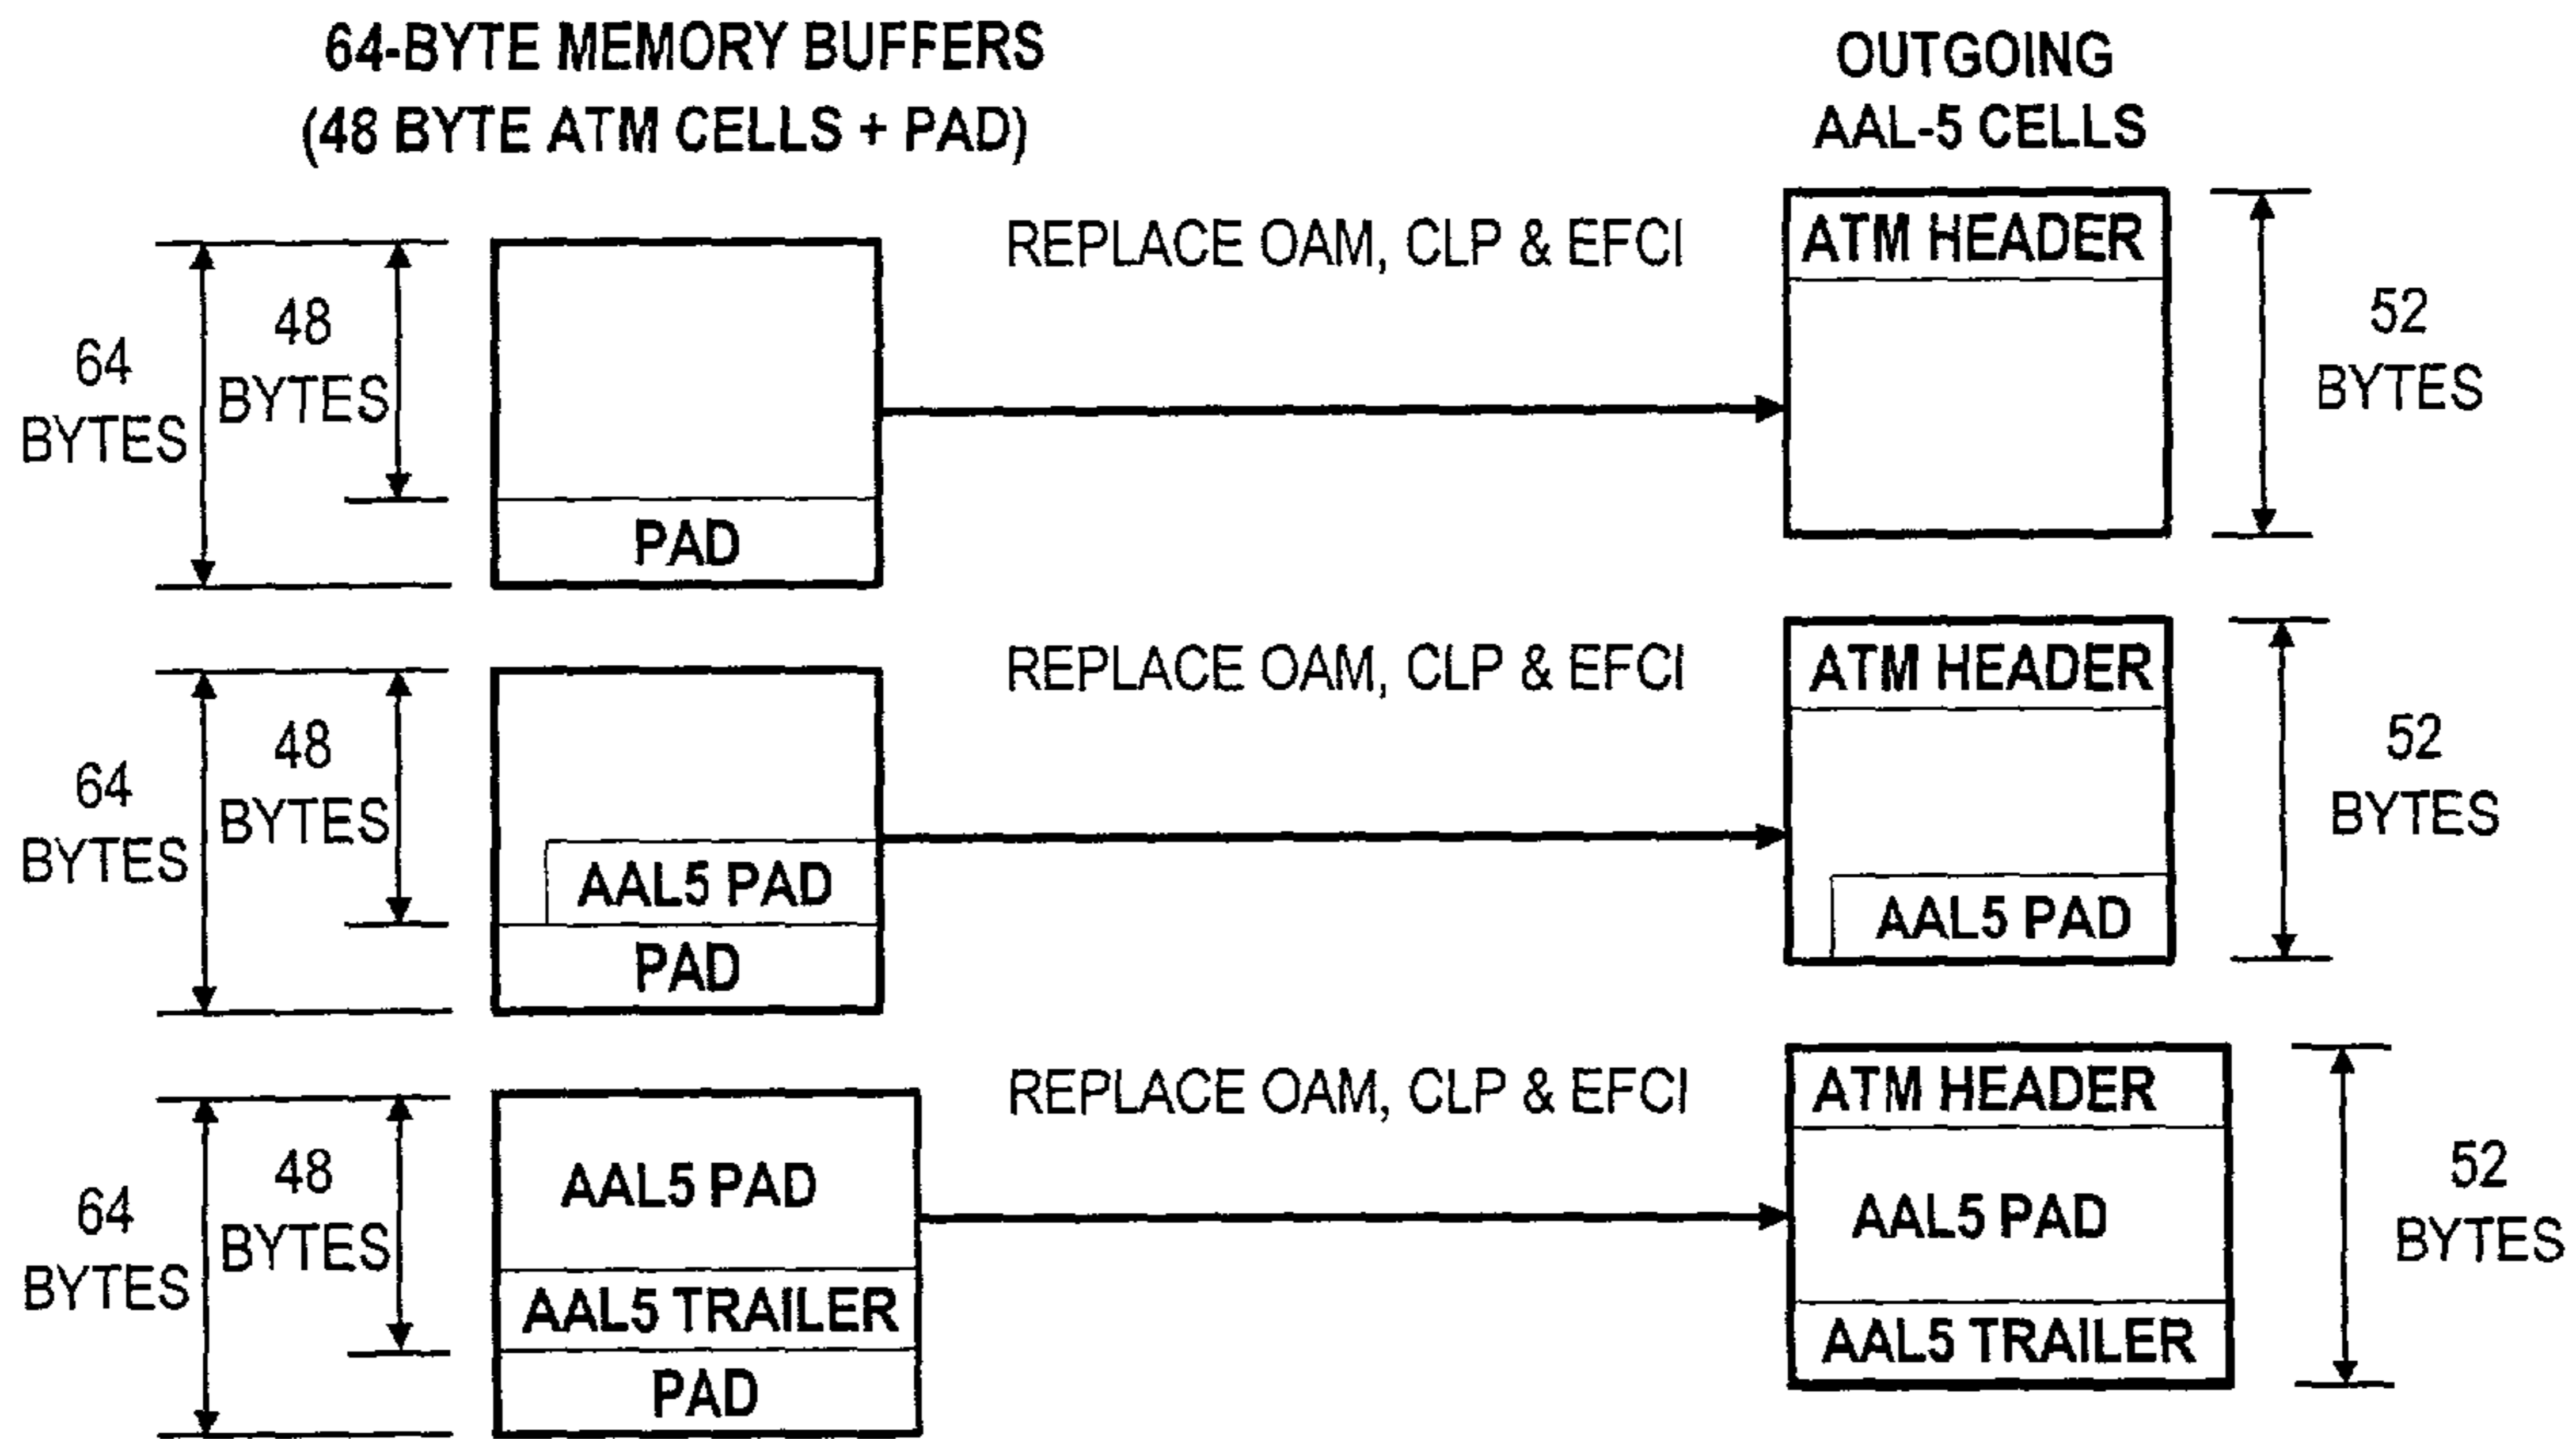 64-BYTE MEMORY BUFFERS
(48 BYTE ATM CELLS + PAD)
OUTGOING
AAL-5 CELLS
64
BYTES
48
BYTES
PAD
REPLACE OAM, CLP & EFCI
ATM HEADER
52
BYTES
64
BYTES
48
BYTES
AAL5 PAD
PAD
REPLACE OAM, CLP & EFCI
ATM HEADER
AAL5 PAD
52
BYTES
64
BYTES
48
BYTES
AAL5 PAD
AAL5 TRAILER
PAD
REPLACE OAM, CLP & EFCI
ATM HEADER
AAL5 PAD
AAL5 TRAILER
52
BYTES